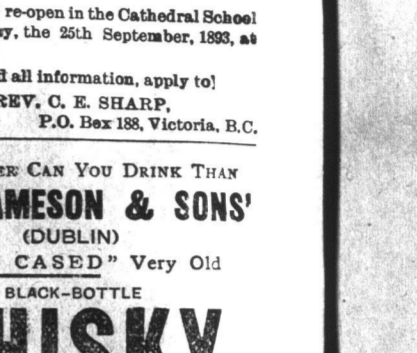 re-open in the Cathedral School
the 25th September, 1893, at
all information, apply to
REV. C. E. SHARP,
P.O. Box 188, Victoria, B.C.
CAN YOU DRINK THAN
& SONS'
(DUBLIN)
CASED" Very Old
BLACK-BOTTLE